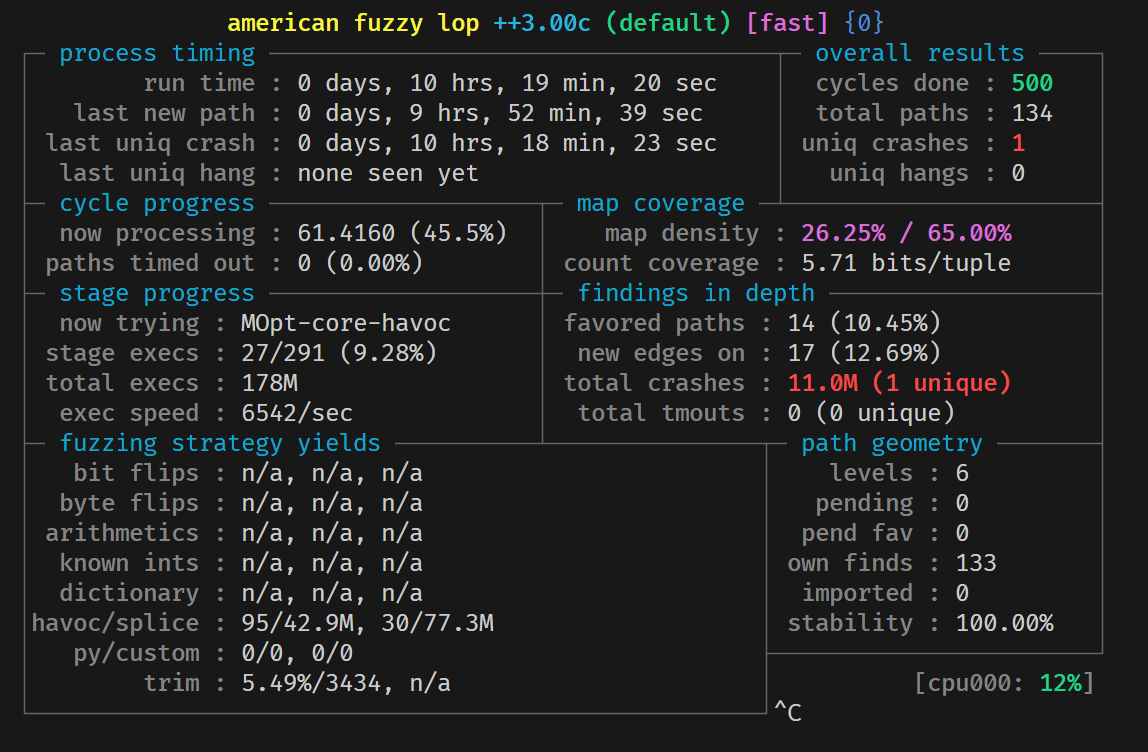 american fuzzy lop ++3.00c (default) [fast] {0}
process timing overall results
run time : 0 days, 10 hrs, 19 min, 20 sec cycles done : 500
last new path : 0 days, 9 hrs, 52 min, 39 sec total paths : 134
last uniq crash : 0 days, 10 hrs, 18 min, 23 sec uniq crashes : 1
last uniq hang : none seen yet uniq hangs : 0
cycle progress map coverage
now processing : 61.4160 (45.5%) map density : 26.25% / 65.00%
paths timed out : 0 (0.00%) count coverage : 5.71 bits/tuple
stage progress findings in depth
now trying : MOpt-core-havoc favored paths : 14 (10.45%)
stage execs : 27/291 (9.28%) new edges on : 17 (12.69%)
total execs : 178M total crashes : 11.0M (1 unique)
exec speed : 6542/sec total tmouts : 0 (0 unique)
fuzzing strategy yields path geometry
bit flips : n/a, n/a, n/a levels : 6
byte flips : n/a, n/a, n/a pending : 0
arithmetics : n/a, n/a, n/a pend fav : 0
known ints : n/a, n/a, n/a own finds : 133
dictionary : n/a, n/a, n/a imported : 0
havoc/splice : 95/42.9M, 30/77.3M stability : 100.00%
py/custom : 0/0, 0/0
trim : 5.49%/3434, n/a [cpu000: 12%]
^C